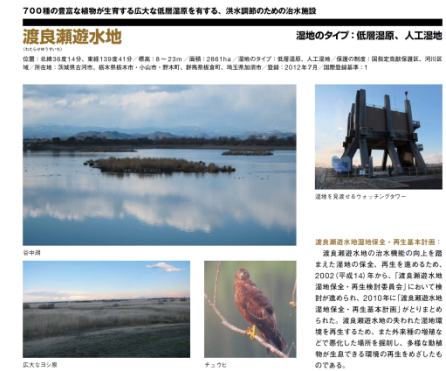 700種の豊富な植物が生育する広大な低層湿原を有する、洪水調節のための治水施設
渡良瀬遊水地
(わたらせゆうすいち)
湿地のタイプ：低層湿原、人工湿地
位置：北緯36度14分、東経139度41分／標高：8～23m／面積：2861ha／湿地のタイプ：低層湿原、人工湿地／保護の制度：国指定鳥獣保護区、河川区
域／所在地：茨城県古河市、栃木県栃木市・小山市・野木町、群馬県板倉町、埼玉県加須市／登録：2012年7月／国際登録基準：1
湿地を見渡せるウォッチングタワー
谷中湖
渡良瀬遊水地湿地保全・再生基本計画：
渡良瀬遊水地の治水機能の向上を踏
まえた湿地の保全、再生を進めるため、
2002(平成14)年から、「渡良瀬遊水地
湿地保全・再生検討委員会」において検
討が進められ、2010年に「渡良瀬遊水地
湿地保全・再生基本計画」がとりまとめ
られた。渡良瀬遊水地の失われた湿地環
境を再生するため、また外来種の増殖な
どで悪化した場所を掘削し、多様な動植
物が生息できる環境の再生をめざしたも
のである。
広大なヨシ原
チュウヒ